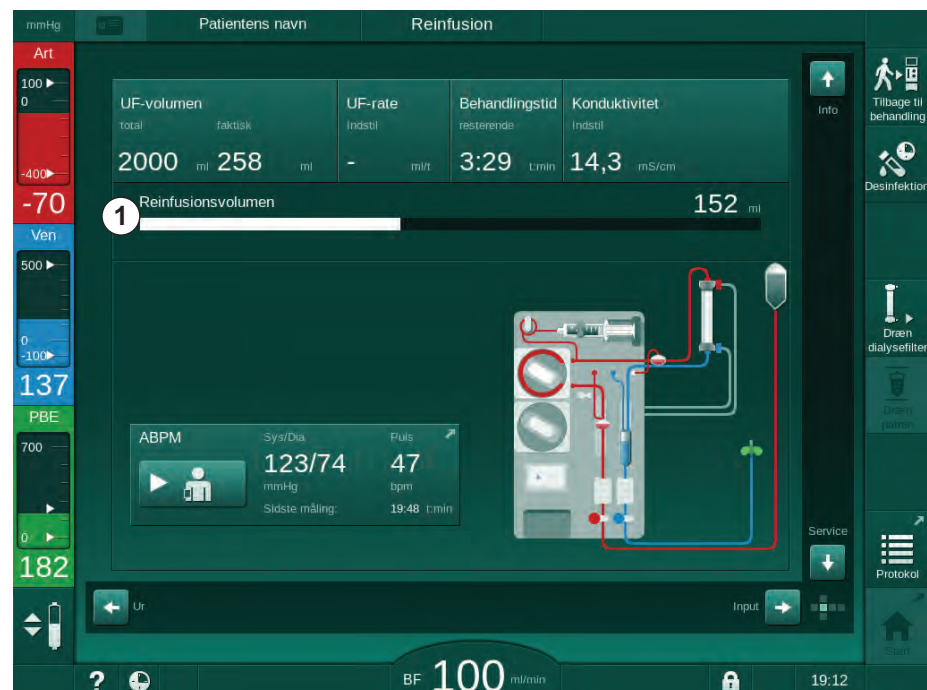 mmHg
Patientens navn
Reinfusion
Art
100
0
-400
-70
Ven
500
0
-100
137
PBE
700
0
182
UF-volumen
total faktisk
2000 ml 258 ml
UF-rate
Indstil
- ml/t
Behandlingstid
resterende
3:29 t:min
Konduktivitet
Indstil
14,3 mS/cm
1
Reinfusionsvolumen 152 ml
ABPM Sys/Dia Puls
123/74 47
mmHg bpm
Sidste måling: 19:48 t:min
Info
Service
Ur
Input
Tilbage til
behandling
Desinfektion
Dræn
dialysefilter
Dræn
patron
Protokol
Start
? BF 100 ml/min 19:12